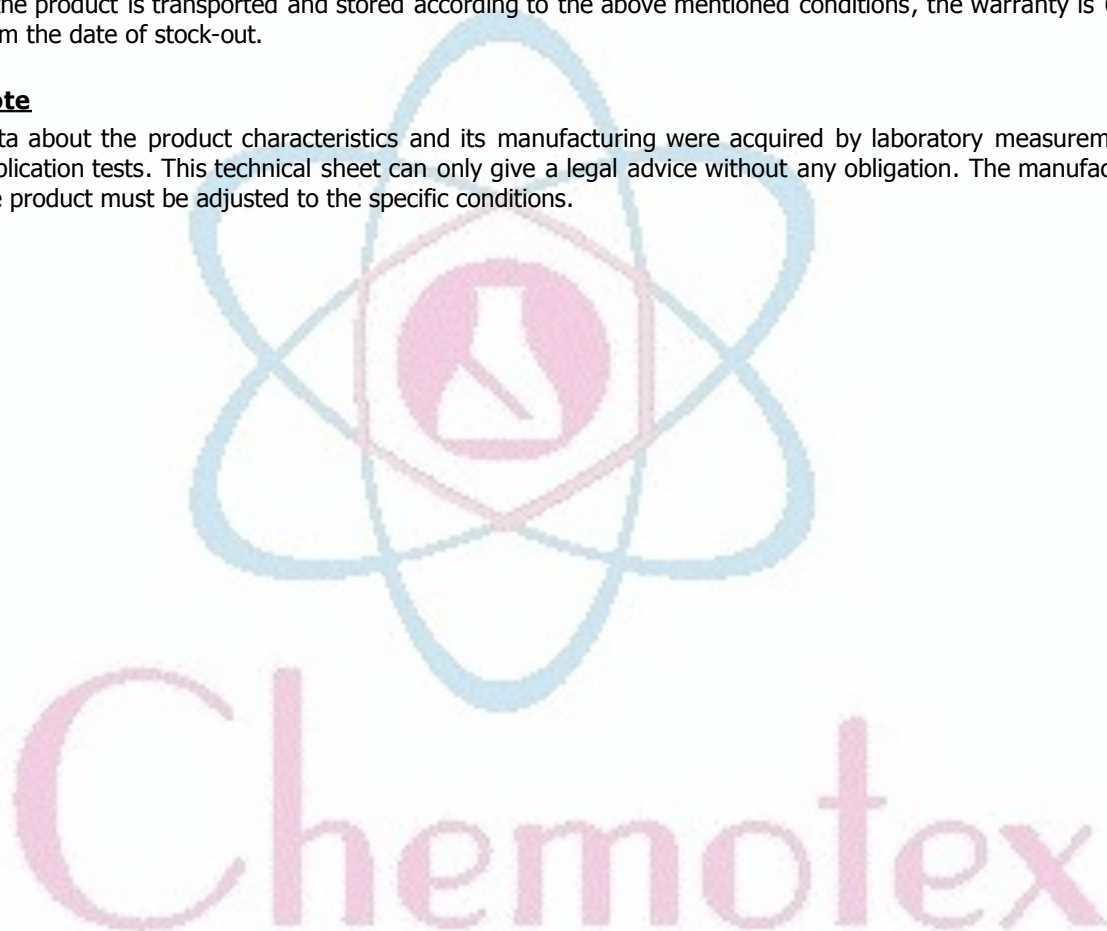 the product is transported and stored according to the above mentioned conditions, the warranty is
m the date of stock-out.
ote
ta about the product characteristics and its manufacturing were acquired by laboratory measurem
plication tests. This technical sheet can only give a legal advice without any obligation. The manufac
e product must be adjusted to the specific conditions.
Chemotex